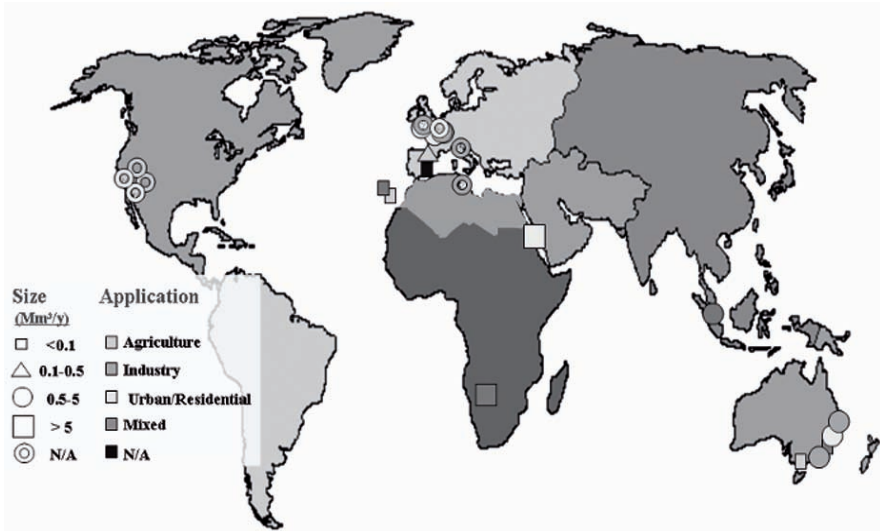 Size Application
(Mm³/y)
<0.1 Agriculture
0.1-0.5 Industry
0.5-5 Urban/Residential
> 5 Mixed
N/A N/A